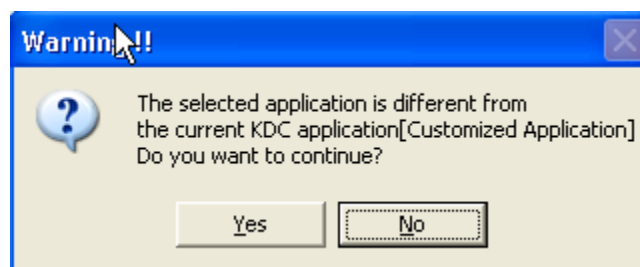 Warning!!
The selected application is different from
the current KDC application[Customized Application]
Do you want to continue?
Yes
No